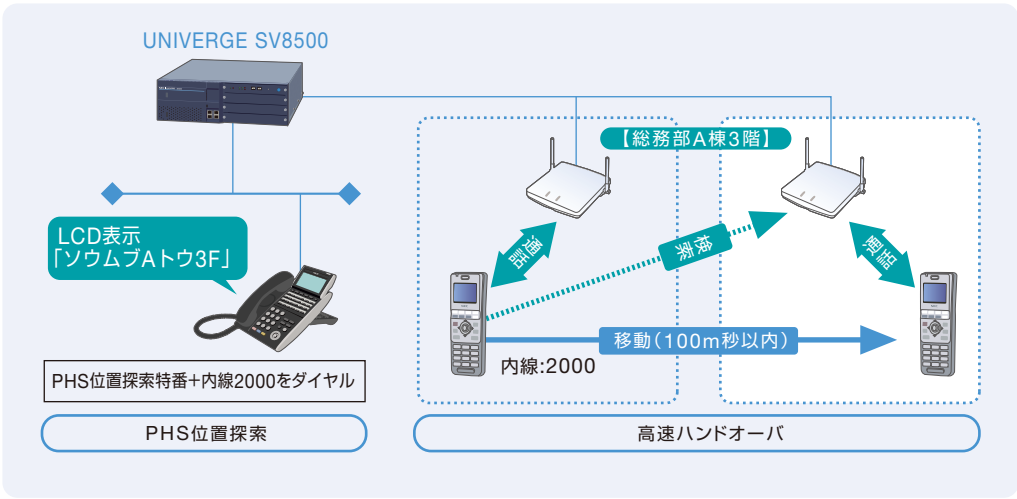 UNIVERGE SV8500
【総務部A棟3階】
LCD表示
「ソウムブAトウ3F」
通話
検索
通話
移動(100m秒以内)
内線:2000
PHS位置探索特番+内線2000をダイヤル
PHS位置探索
高速ハンドオーバ